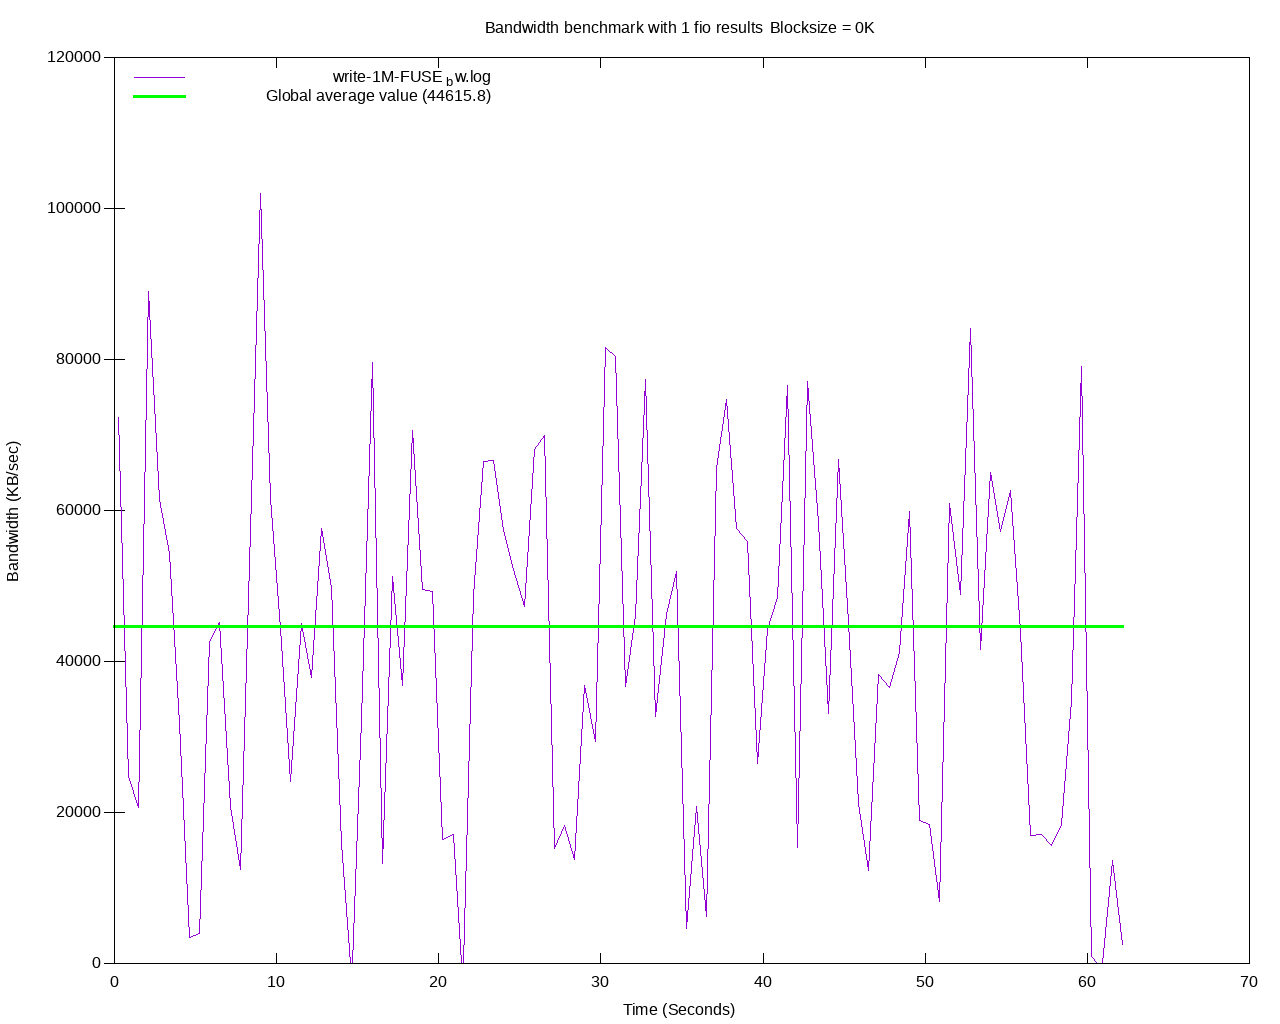 Bandwidth benchmark with 1 fio results Blocksize = 0K
120000
100000
80000
60000
40000
20000
0
write-1M-FUSE_bw.log
Global average value (44615.8)
Bandwidth (KB/sec)
0 10 20 30 40 50 60 70
Time (Seconds)